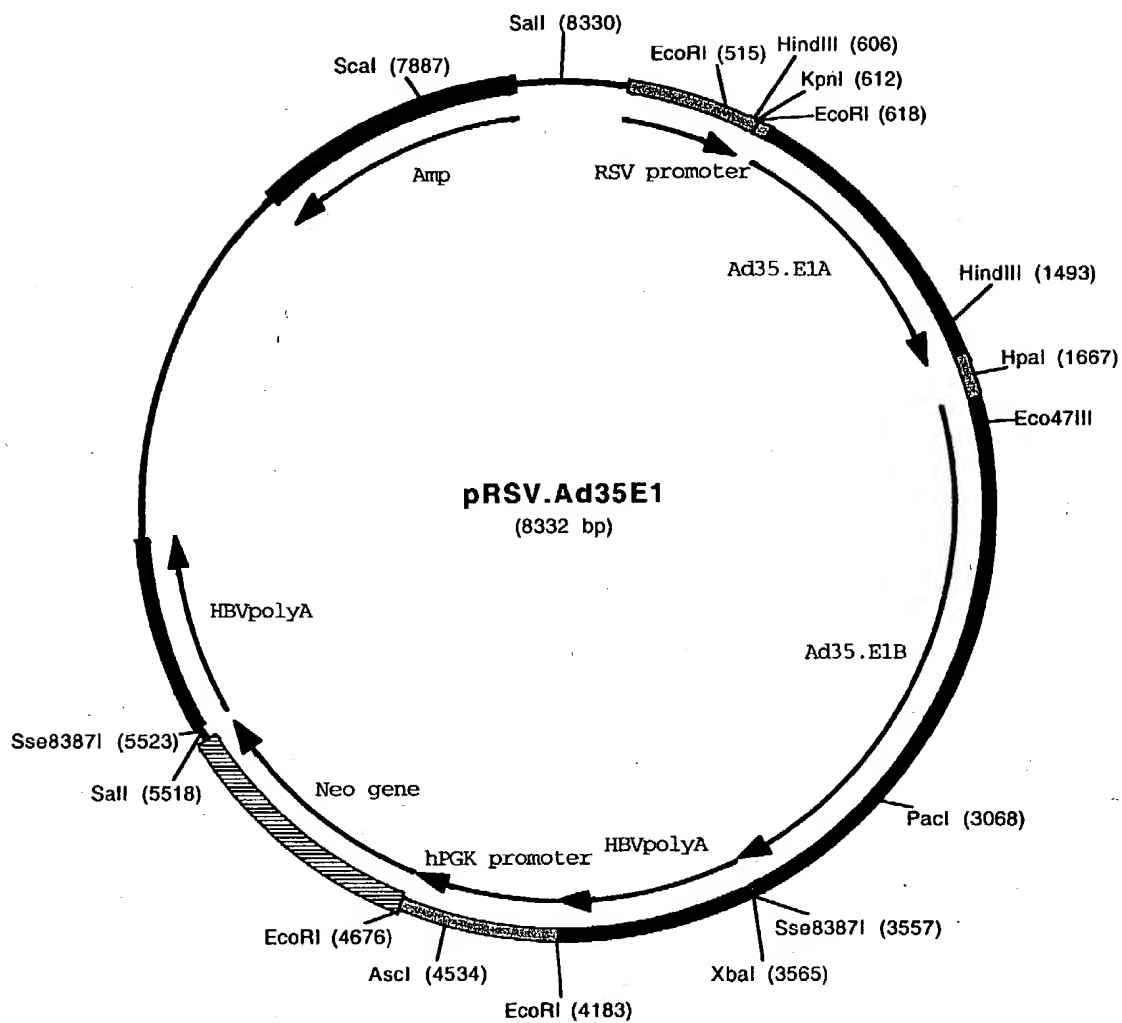 SalI (8330)
HindIII (606)
EcoRI (515)
KpnI (612)
ScaI (7887)
EcoRI (618)
Amp
RSV promoter
Ad35.E1A
HindIII (1493)
HpaI (1667)
Eco47III
pRSV.Ad35E1
(8332 bp)
HBVpolyA
Ad35.E1B
Sse8387I (5523)
SalI (5518)
Neo gene
PacI (3068)
hPGK promoter
HBVpolyA
Sse8387I (3557)
EcoRI (4676)
XbaI (3565)
AscI (4534)
EcoRI (4183)